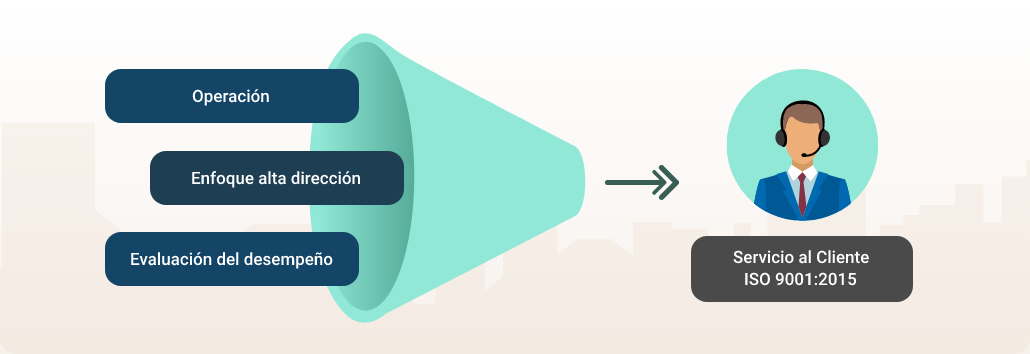 Operación
Enfoque alta dirección
Evaluación del desempeño
Servicio al Cliente
ISO 9001:2015